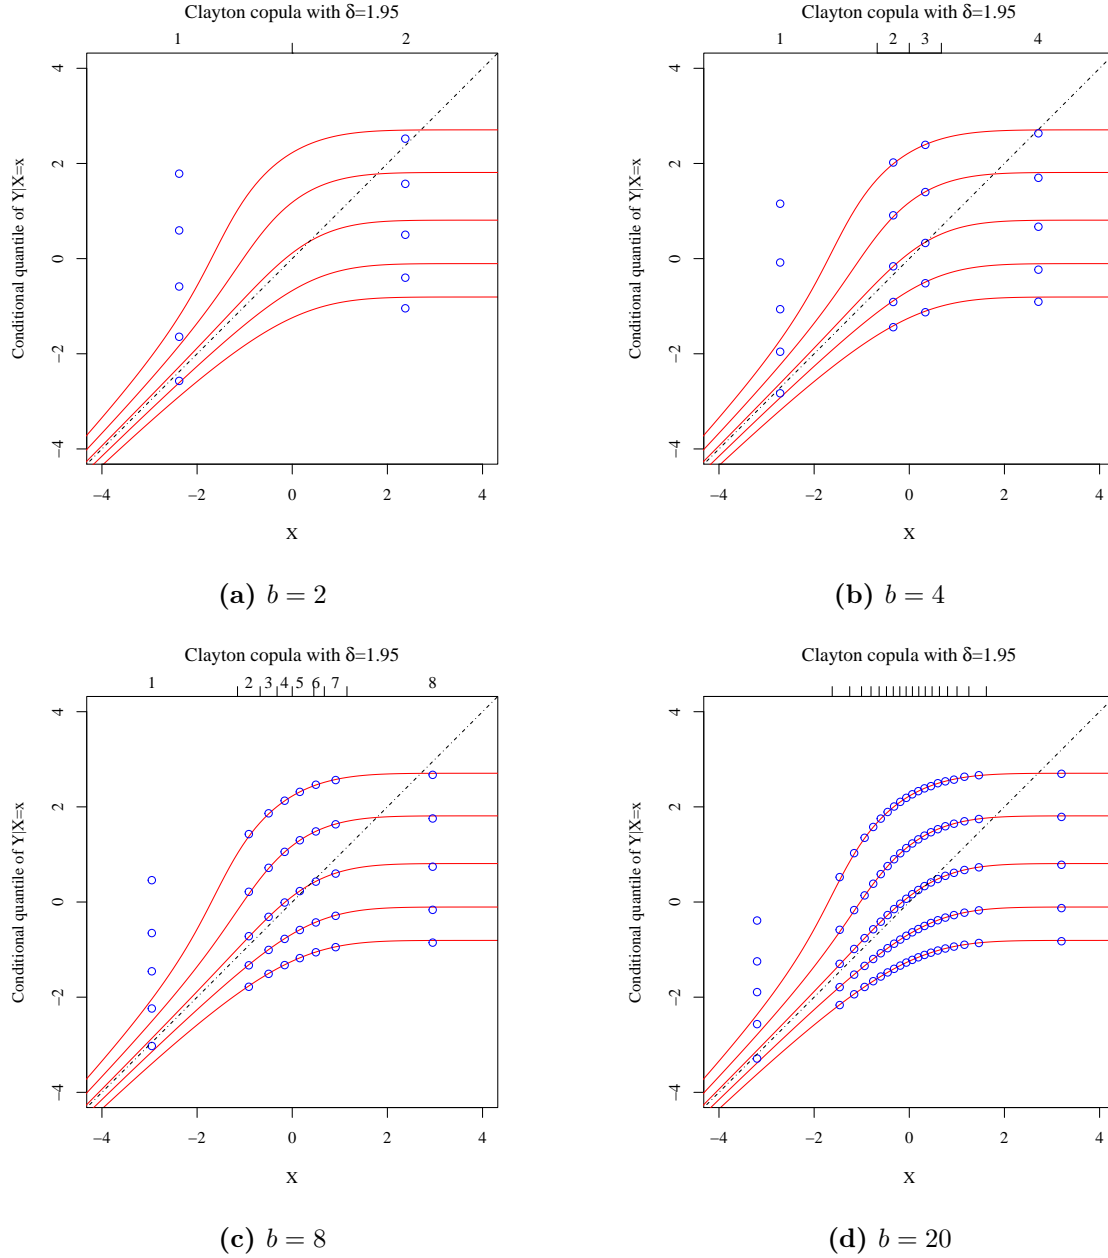 Clayton copula with δ=1.95
1 2
4
2
0
−2
−4
Conditional quantile of Y|X=x
−4 −2 0 2 4
X
(a) b = 2
Clayton copula with δ=1.95
1 2 3 4
4
2
0
−2
−4
Conditional quantile of Y|X=x
−4 −2 0 2 4
X
(b) b = 4
Clayton copula with δ=1.95
1 2 3 4 5 6 7 8
4
2
0
−2
−4
Conditional quantile of Y|X=x
−4 −2 0 2 4
X
(c) b = 8
Clayton copula with δ=1.95
4
2
0
−2
−4
Conditional quantile of Y|X=x
−4 −2 0 2 4
X
(d) b = 20